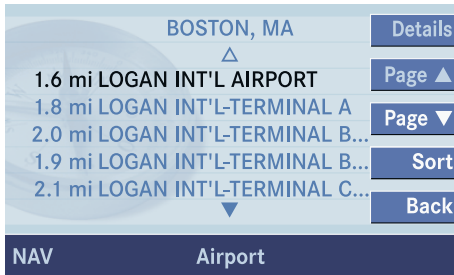 BOSTON, MA
Details
1.6 mi LOGAN INT'L AIRPORT
Page ▲
1.8 mi LOGAN INT'L-TERMINAL A
2.0 mi LOGAN INT'L-TERMINAL B...
Page ▼
1.9 mi LOGAN INT'L-TERMINAL B...
Sort
2.1 mi LOGAN INT'L-TERMINAL C...
Back
NAV
Airport